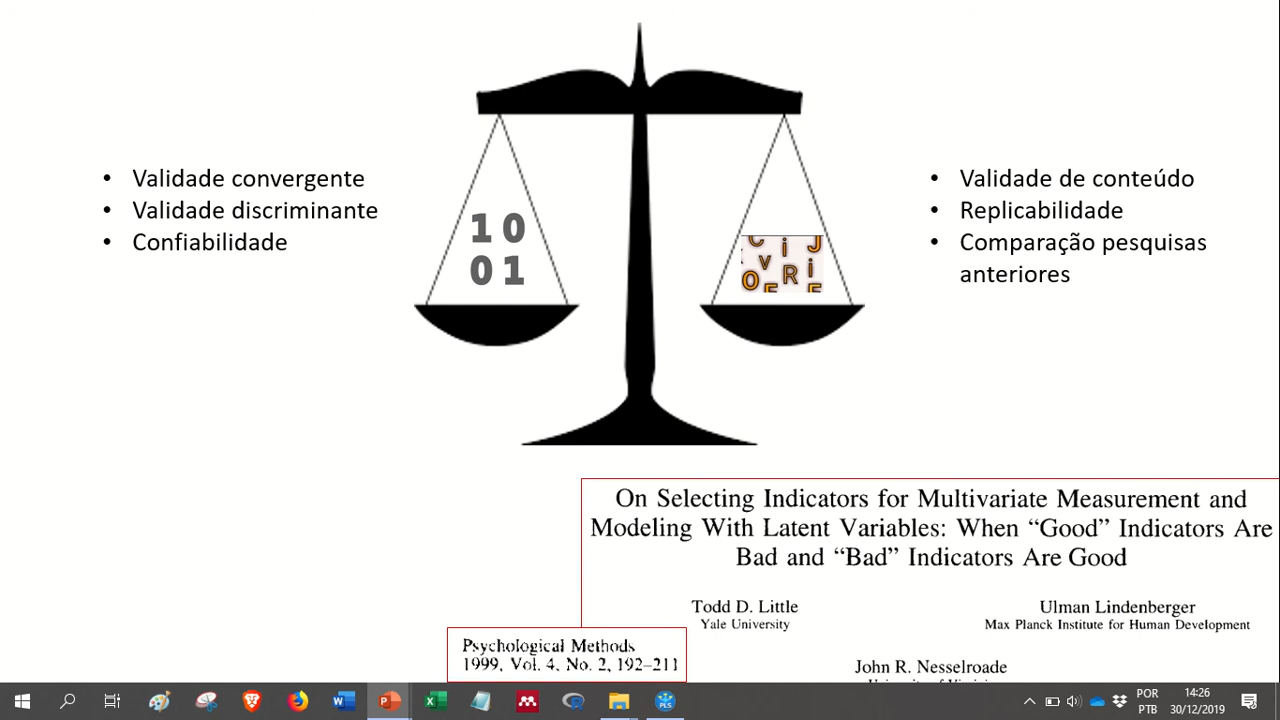 • Validade convergente
• Validade discriminante
• Confiabilidade
1 0
0 1
• Validade de conteúdo
• Replicabilidade
• Comparação pesquisas
anteriores
On Selecting Indicators for Multivariate Measurement and
Modeling With Latent Variables: When “Good” Indicators Are
Bad and “Bad” Indicators Are Good
Todd D. Little
Yale University
Ulman Lindenberger
Max Planck Institute for Human Development
John R. Nesselroade
Psychological Methods
1999, Vol. 4, No. 2, 192–211
POR
PTB
14:26
30/12/2019